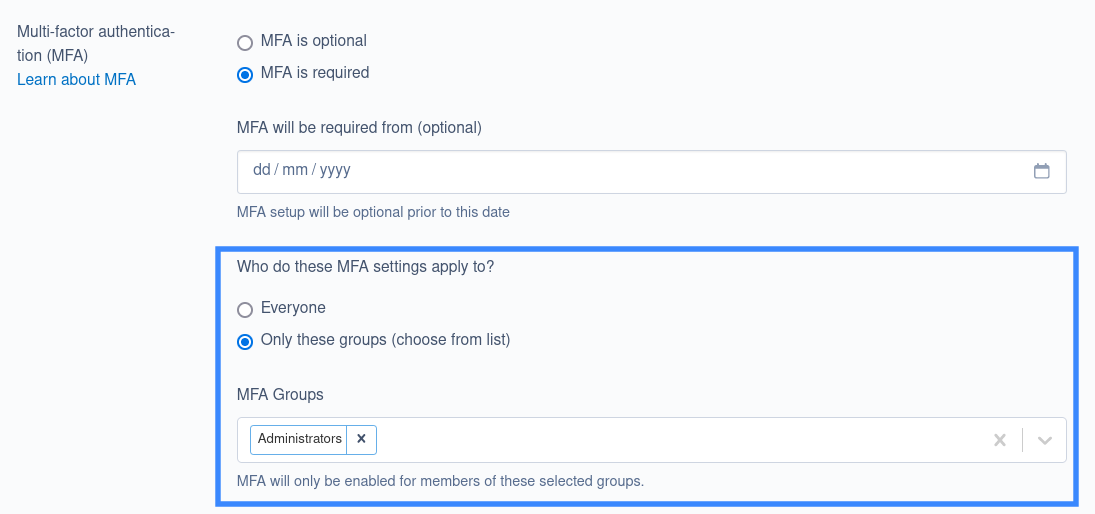 Multi-factor authentica-
tion (MFA)
Learn about MFA
MFA is optional
MFA is required
MFA will be required from (optional)
dd / mm / yyyy
MFA setup will be optional prior to this date
Who do these MFA settings apply to?
Everyone
Only these groups (choose from list)
MFA Groups
Administrators
MFA will only be enabled for members of these selected groups.